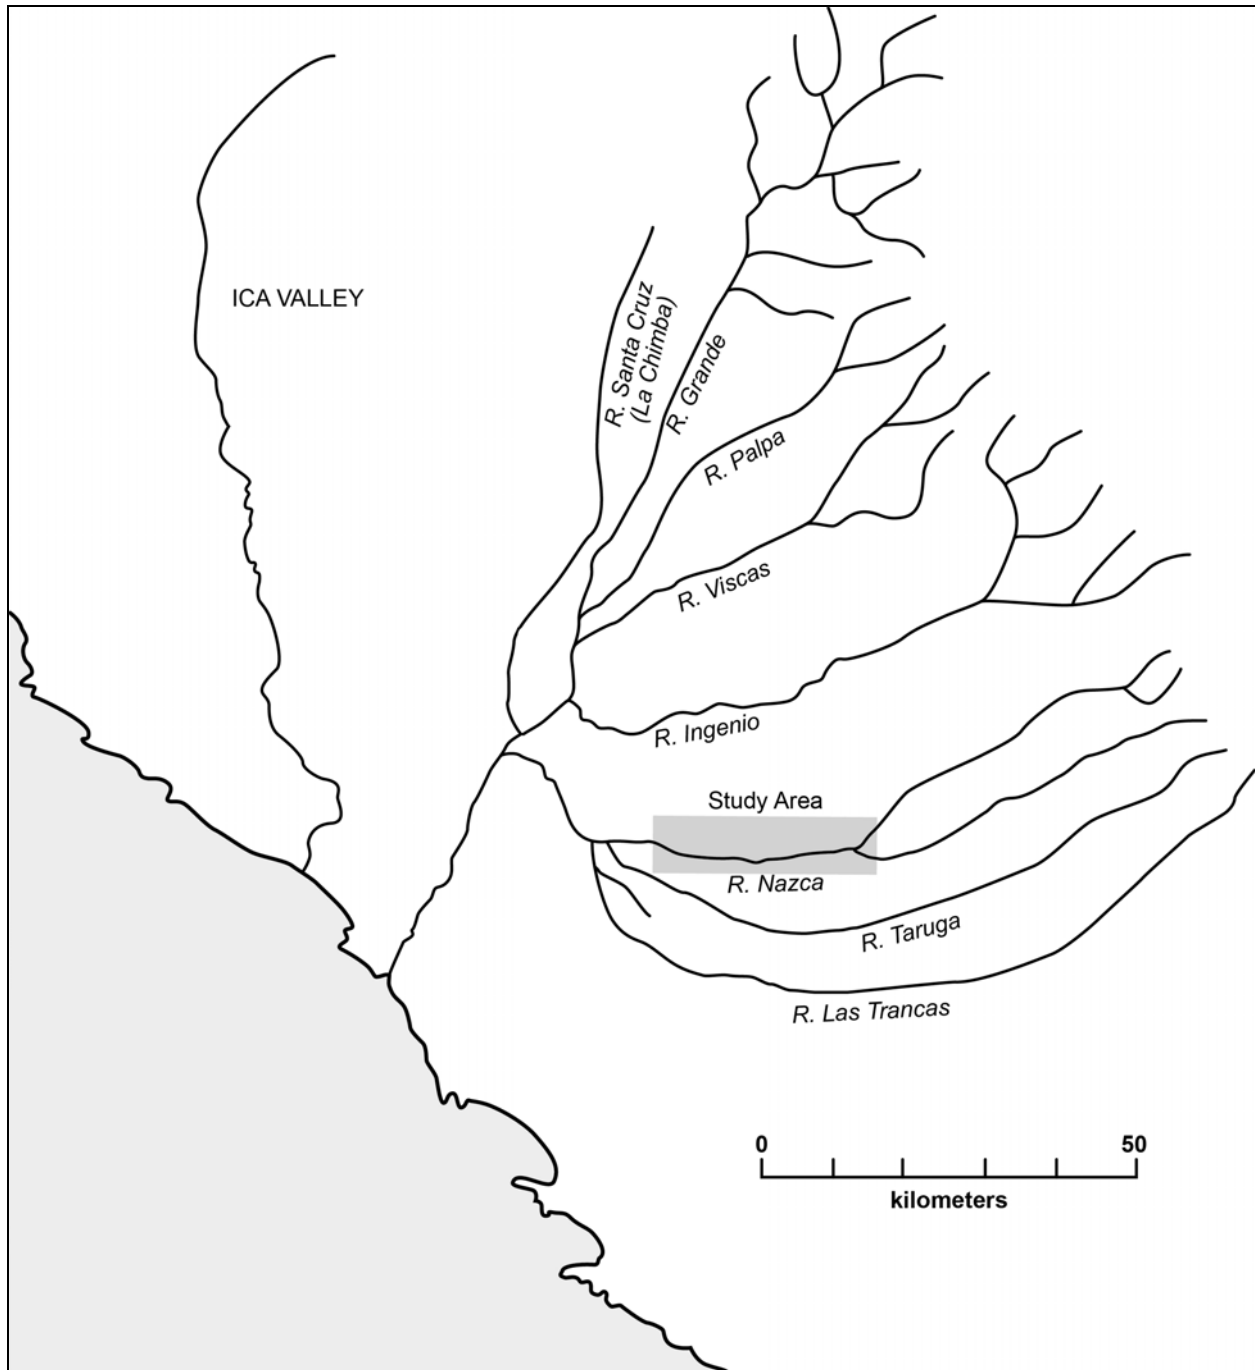 ICA VALLEY
R. Santa Cruz
(La Chimba)
R. Grande
R. Palpa
R. Viscas
R. Ingenio
Study Area
R. Nazca
R. Taruga
R. Las Trancas
0 50
kilometers